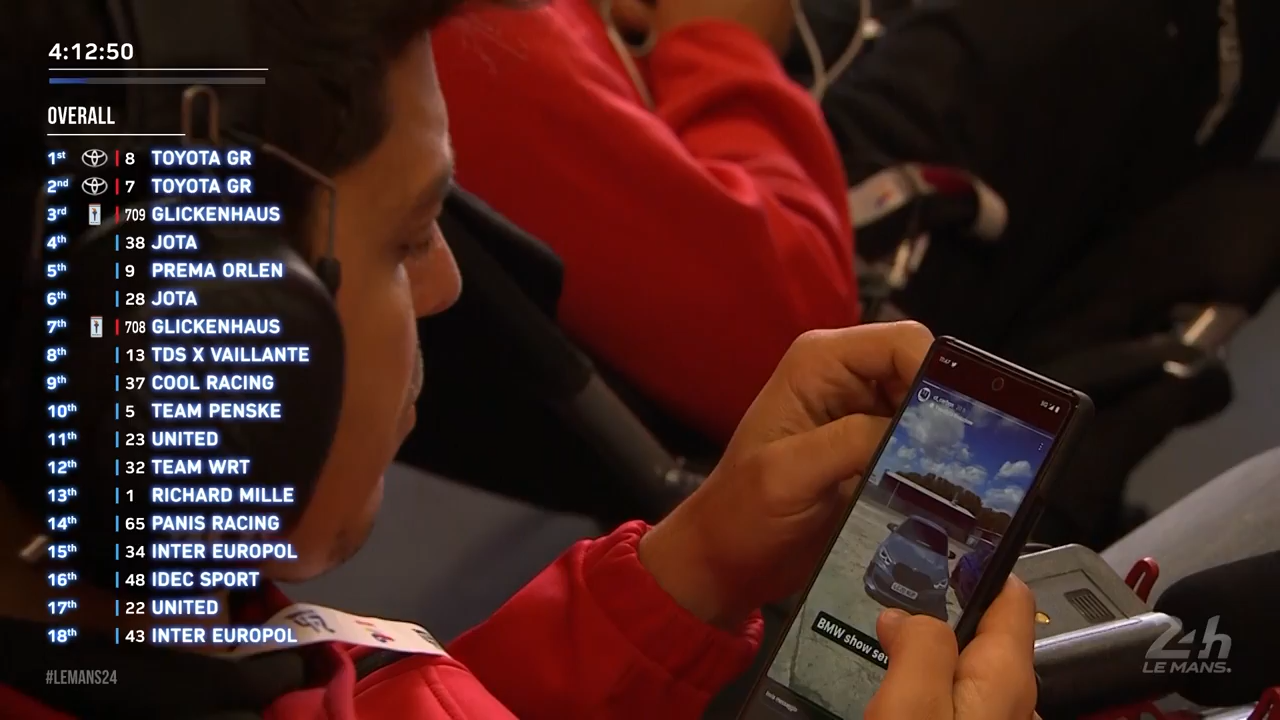 4:12:50
OVERALL
1st 8 TOYOTA GR
2nd 7 TOYOTA GR
3rd 709 GLICKENHAUS
4th 38 JOTA
5th 9 PREMA ORLEN
6th 28 JOTA
7th 708 GLICKENHAUS
8th 13 TDS X VAILLANTE
9th 37 COOL RACING
10th 5 TEAM PENSKE
11th 23 UNITED
12th 32 TEAM WRT
13th 1 RICHARD MILLE
14th 65 PANIS RACING
15th 34 INTER EUROPOL
16th 48 IDEC SPORT
17th 22 UNITED
18th 43 INTER EUROPOL
#LEMANS24
BMW show
24h
LE MANS.